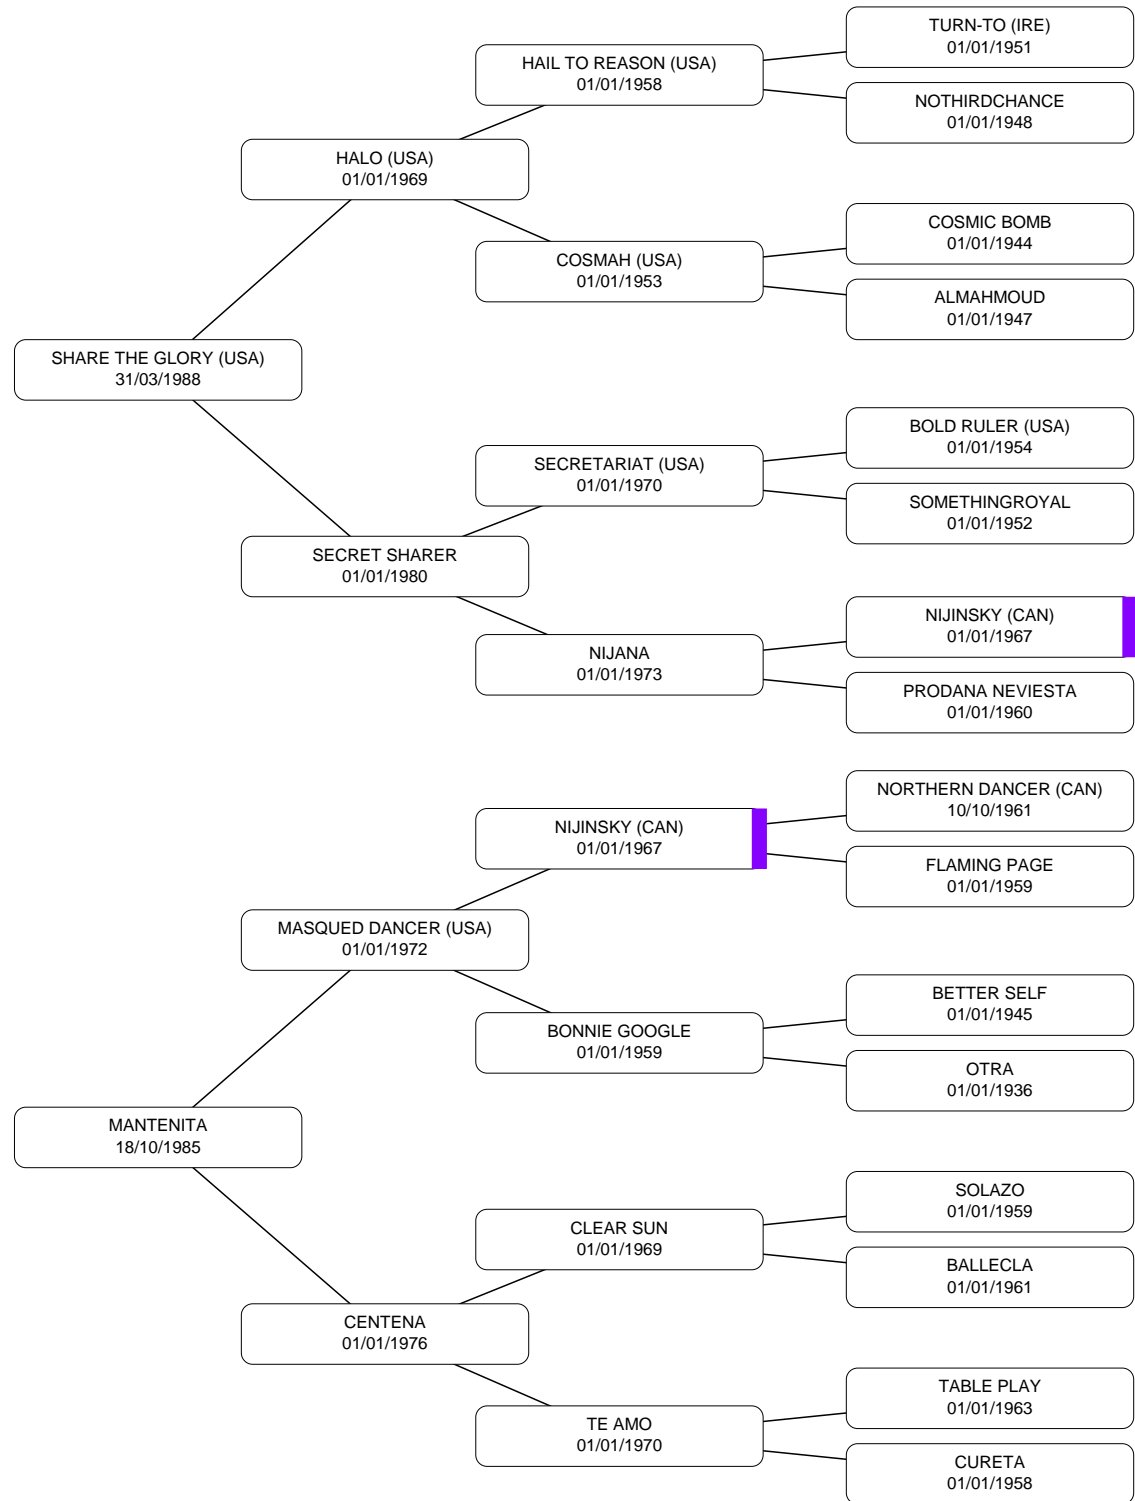 TURN-TO (IRE)
01/01/1951
HAIL TO REASON (USA)
01/01/1958
NOTHIRDCHANCE
01/01/1948
HALO (USA)
01/01/1969
COSMIC BOMB
01/01/1944
COSMAH (USA)
01/01/1953
ALMAHMOUD
01/01/1947
SHARE THE GLORY (USA)
31/03/1988
BOLD RULER (USA)
01/01/1954
SECRETARIAT (USA)
01/01/1970
SOMETHINGROYAL
01/01/1952
SECRET SHARER
01/01/1980
NIJINSKY (CAN)
01/01/1967
NIJANA
01/01/1973
PRODANA NEVIESTA
01/01/1960
NORTHERN DANCER (CAN)
10/10/1961
NIJINSKY (CAN)
01/01/1967
FLAMING PAGE
01/01/1959
MASQUED DANCER (USA)
01/01/1972
BETTER SELF
01/01/1945
BONNIE GOOGLE
01/01/1959
OTRA
01/01/1936
MANTENITA
18/10/1985
SOLAZO
01/01/1959
CLEAR SUN
01/01/1969
BALLECLA
01/01/1961
CENTENA
01/01/1976
TABLE PLAY
01/01/1963
TE AMO
01/01/1970
CURETA
01/01/1958